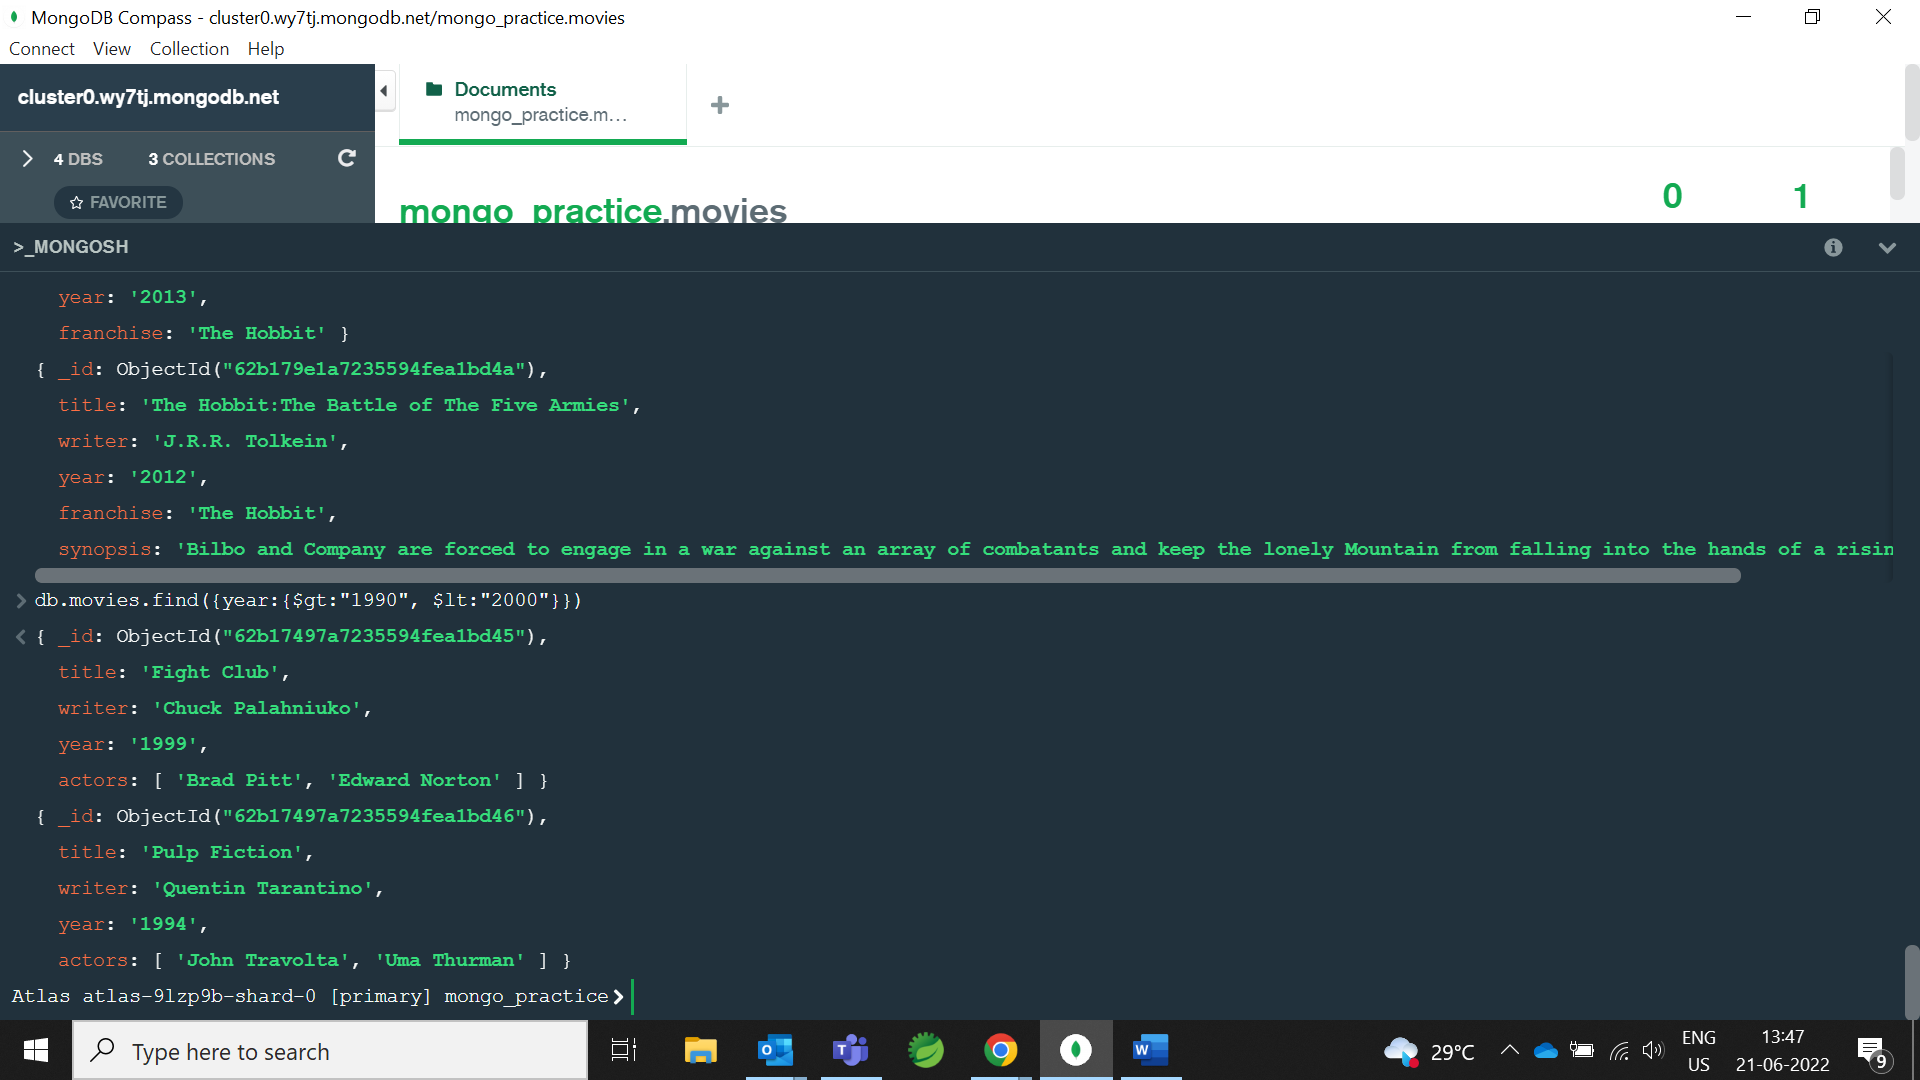 MongoDB Compass - cluster0.wy7tj.mongodb.net/mongo_practice.movies
Connect View Collection Help
cluster0.wy7tj.mongodb.net
Documents
mongo_practice.m...
4 DBS 3 COLLECTIONS
FAVORITE
mongo_practice.movies
0 1
>_MONGOSH
year: '2013',
franchise: 'The Hobbit' }
{ _id: ObjectId("62b179e1a7235594fea1bd4a"),
title: 'The Hobbit:The Battle of The Five Armies',
writer: 'J.R.R. Tolkein',
year: '2012',
franchise: 'The Hobbit',
synopsis: 'Bilbo and Company are forced to engage in a war against an array of combatants and keep the lonely Mountain from falling into the hands of a risin
db.movies.find({year:{$gt:"1990", $lt:"2000"}})
{ _id: ObjectId("62b17497a7235594fea1bd45"),
title: 'Fight Club',
writer: 'Chuck Palahniuko',
year: '1999',
actors: [ 'Brad Pitt', 'Edward Norton' ] }
{ _id: ObjectId("62b17497a7235594fea1bd46"),
title: 'Pulp Fiction',
writer: 'Quentin Tarantino',
year: '1994',
actors: [ 'John Travolta', 'Uma Thurman' ] }
Atlas atlas-9lzp9b-shard-0 [primary] mongo_practice>
Type here to search
29°C
ENG
US
13:47
21-06-2022
9